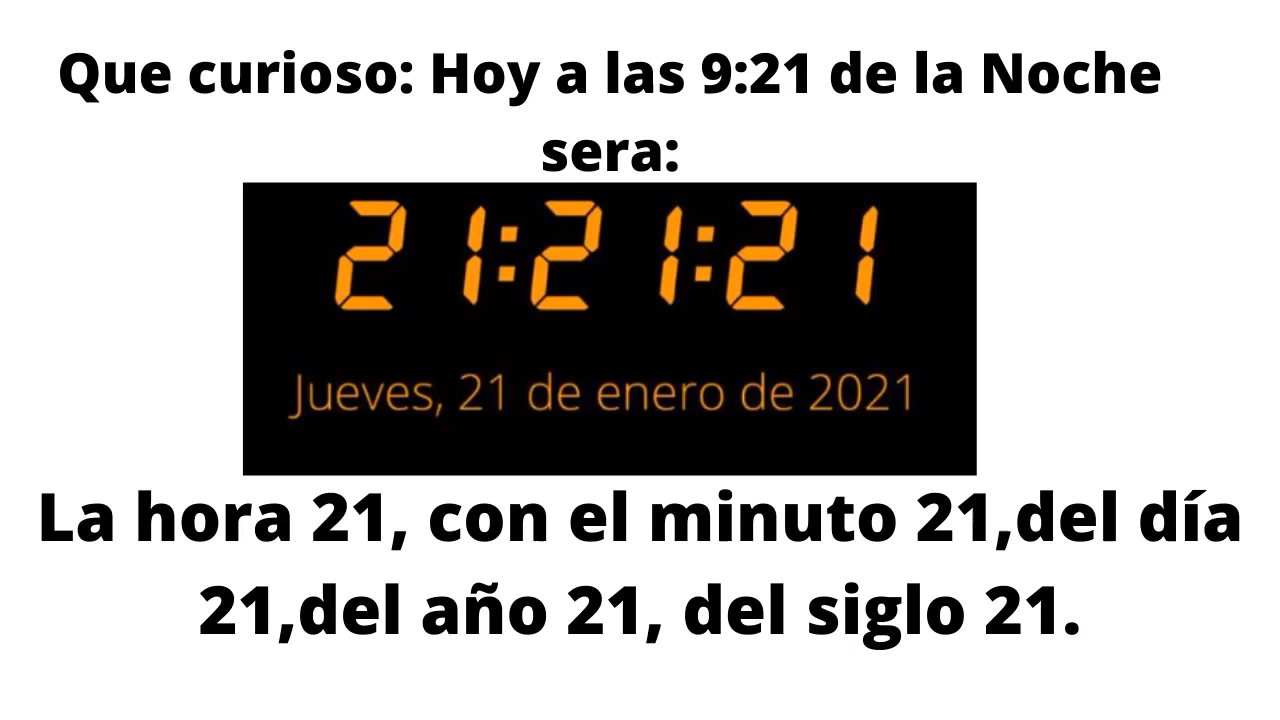 Que curioso: Hoy a las 9:21 de la Noche
sera:
21:21:21
Jueves, 21 de enero de 2021
La hora 21, con el minuto 21,del día
21,del año 21, del siglo 21.